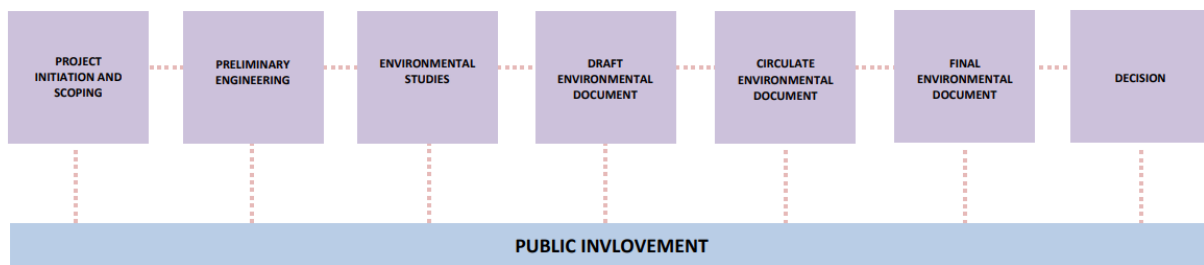 PROJECT
INITIATION AND
SCOPING
PRELIMINARY
ENGINEERING
ENVIRONMENTAL
STUDIES
DRAFT
ENVIRONMENTAL
DOCUMENT
CIRCULATE
ENVIRONMENTAL
DOCUMENT
FINAL
ENVIRONMENTAL
DOCUMENT
DECISION
PUBLIC INVLOVEMENT